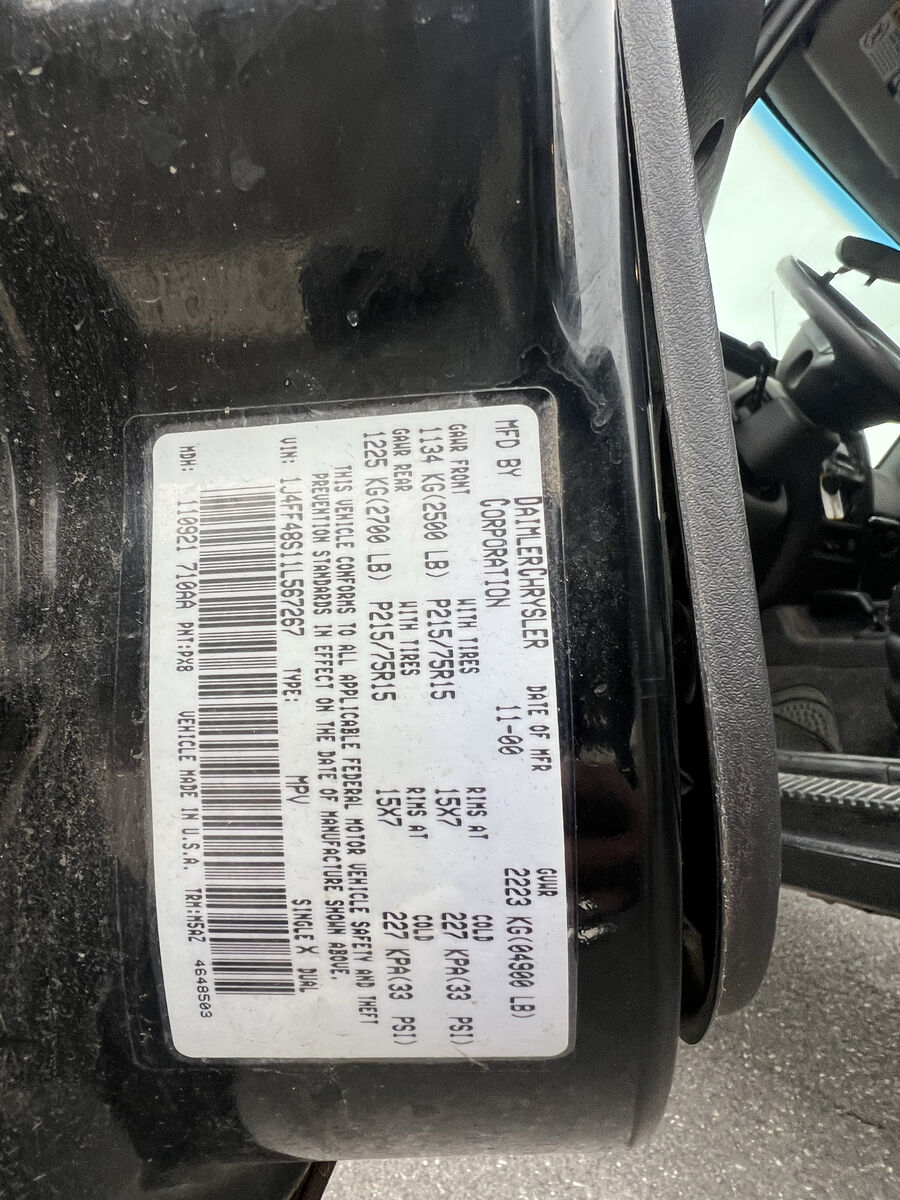 MFD BY DAIMLERCHRYSLER CORPORATION DATE OF MFR 11-00 GVWR 2223 KG(04900 LB)
GAWR FRONT WITH TIRES RIMS AT COLD
1134 KG(2500 LB) P215/75R15 15X7 227 KPA(33 PSI)
GAWR REAR WITH TIRES RIMS AT COLD
1225 KG(2700 LB) P215/75R15 15X7 227 KPA(33 PSI)
THIS VEHICLE CONFORMS TO ALL APPLICABLE FEDERAL MOTOR VEHICLE SAFETY AND THEFT
PREVENTION STANDARDS IN EFFECT ON THE DATE OF MANUFACTURE SHOWN ABOVE.
VIN: 1J4FF48S11L567267 TYPE: MPV SINGLE X DUAL
MDH: 110921 710AA PNT:PX8 VEHICLE MADE IN U.S.A. TRM:M5AZ 4648503